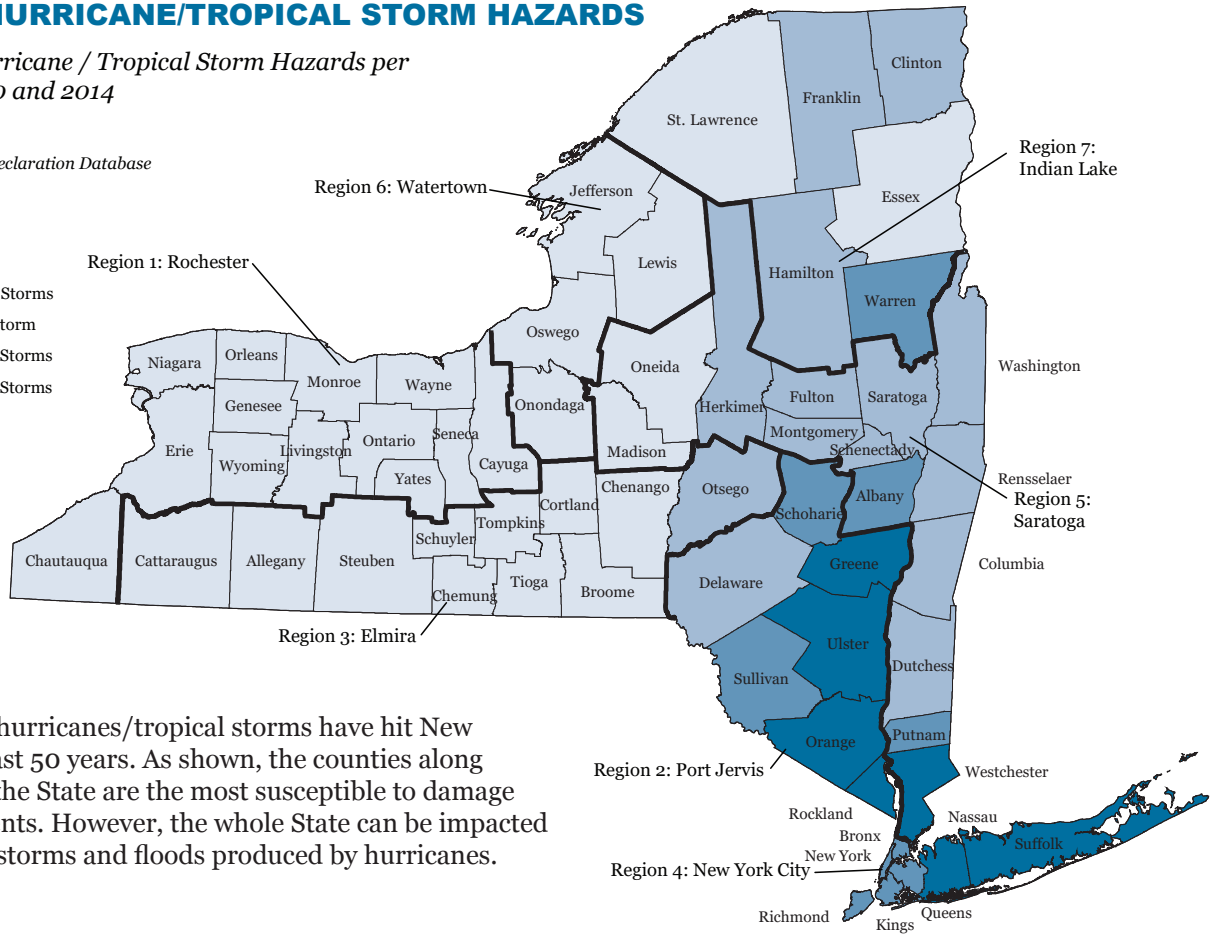 HURRICANE/TROPICAL STORM HAZARDS
rricane / Tropical Storm Hazards per
0 and 2014
eclaration Database
Storms
torm
Storms
Storms
Clinton
Franklin
St. Lawrence
Region 7:
Indian Lake
Region 6: Watertown
Jefferson
Essex
Region 1: Rochester
Lewis
Hamilton
Warren
Oswego
Niagara
Orleans
Oneida
Washington
Monroe
Wayne
Genesee
Onondaga
Herkimer
Fulton
Saratoga
Erie
Ontario
Seneca
Montgomery
Livingston
Madison
Schenectady
Wyoming
Cayuga
Yates
Chenango
Otsego
Albany
Rensselaer
Region 5:
Saratoga
Cortland
Schoharie
Tompkins
Schuyler
Chautauqua
Cattaraugus
Allegany
Steuben
Greene
Columbia
Tioga
Delaware
Chemung
Broome
Region 3: Elmira
Ulster
Dutchess
Sullivan
Putnam
Orange
Region 2: Port Jervis
Westchester
Rockland
Nassau
Bronx
Suffolk
New York
Region 4: New York City
Richmond
Kings
Queens
hurricanes/tropical storms have hit New
ast 50 years. As shown, the counties along
the State are the most susceptible to damage
nts. However, the whole State can be impacted
storms and floods produced by hurricanes.